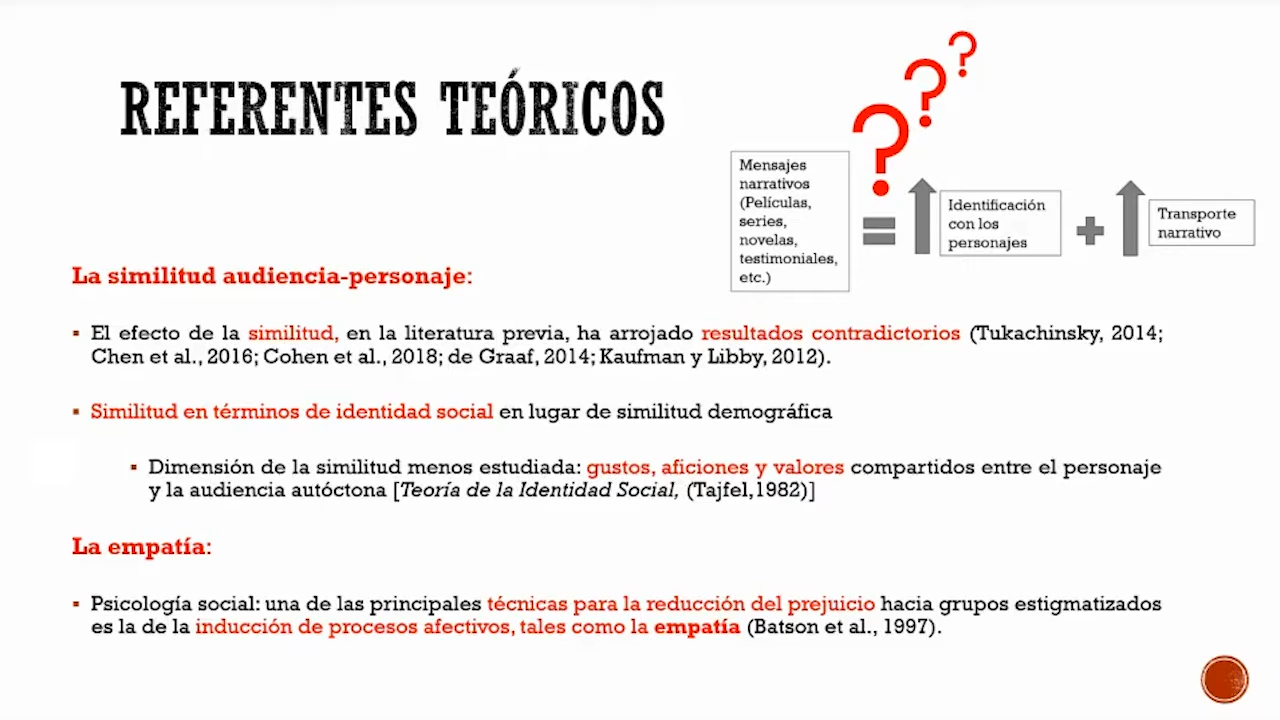 REFERENTES TEÓRICOS
???
Mensajes
narrativos
(Películas,
series,
novelas,
testimoniales,
etc.)
=
Identificación
con los
personajes
+
Transporte
narrativo
La similitud audiencia-personaje:
▪ El efecto de la similitud, en la literatura previa, ha arrojado resultados contradictorios (Tukachinsky, 2014;
Chen et al., 2016; Cohen et al., 2018; de Graaf, 2014; Kaufman y Libby, 2012).
▪ Similitud en términos de identidad social en lugar de similitud demográfica
▪ Dimensión de la similitud menos estudiada: gustos, aficiones y valores compartidos entre el personaje
y la audiencia autóctona [Teoría de la Identidad Social, (Tajfel,1982)]
La empatía:
▪ Psicología social: una de las principales técnicas para la reducción del prejuicio hacia grupos estigmatizados
es la de la inducción de procesos afectivos, tales como la empatía (Batson et al., 1997).